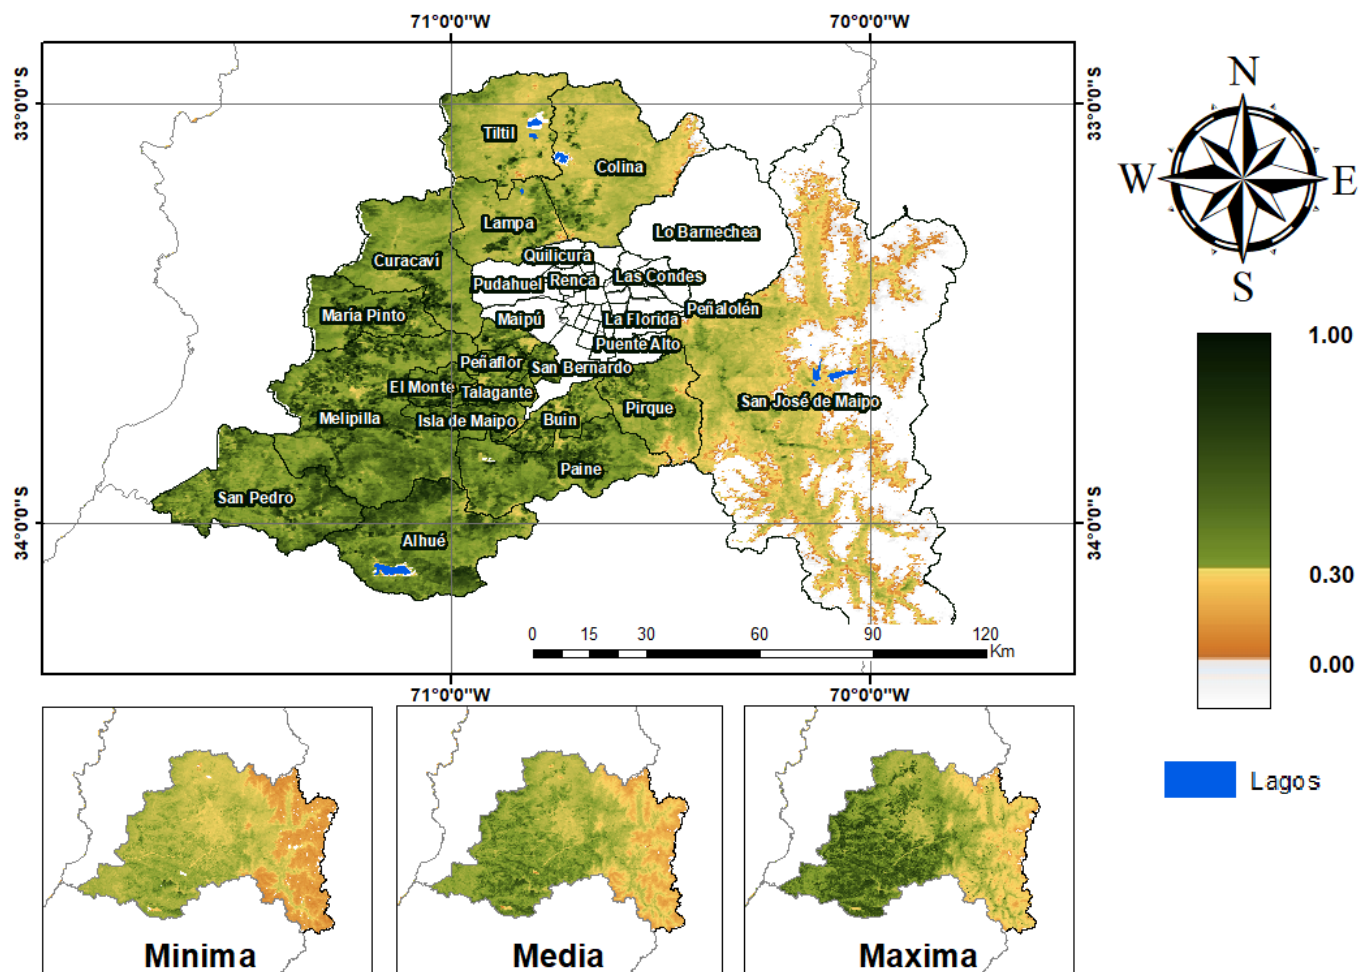 71°0'0"W
70°0'0"W
33°0'0"S
33°0'0"S
N
W
E
S
Tiltil
Colina
Lampa
Lo Barnechea
Quilicura
Curacaví
Pudahuel
Renca
Las Condes
María Pinto
Maipú
La Florida
Peñalolén
Puente Alto
Peñaflor
San Bernardo
El Monte
Talagante
San José de Maipo
Melipilla
Isla de Maipo
Buin
Pirque
Paine
San Pedro
Alhué
34°0'0"S
34°0'0"S
0 15 30 60 90 120
Km
71°0'0"W
70°0'0"W
1.00
0.30
0.00
Lagos
Minima
Media
Maxima